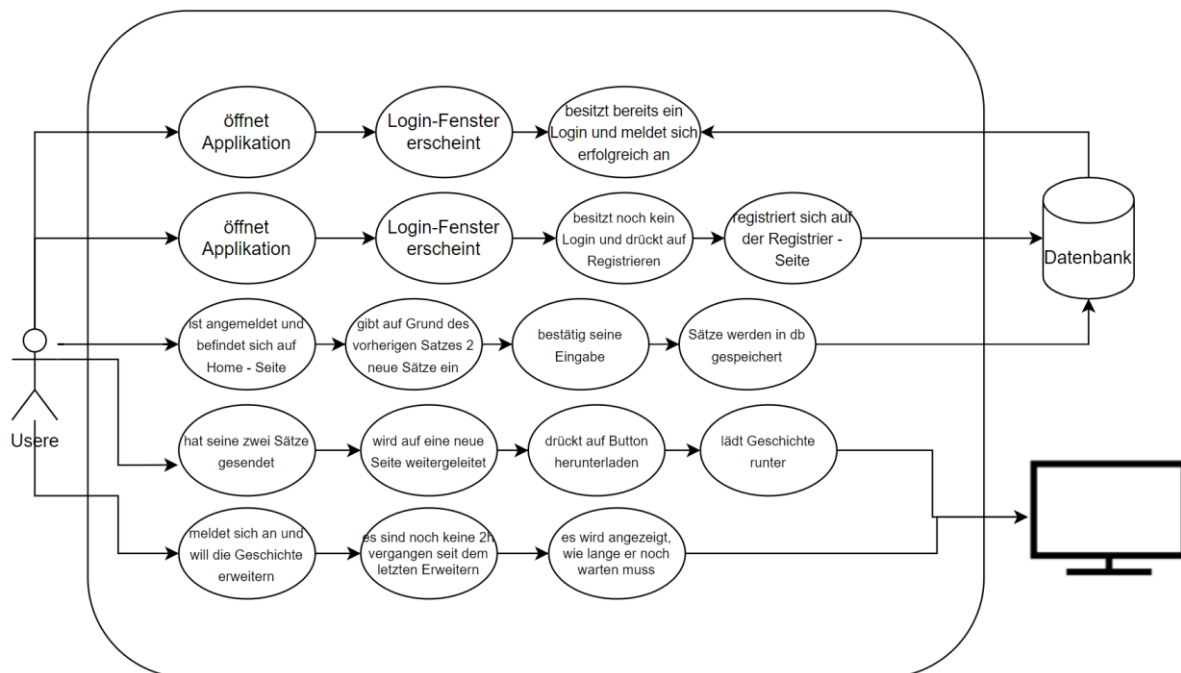 öffnet
Applikation
Login-Fenster
erscheint
besitzt bereits ein
Login und meldet sich
erfolgreich an
öffnet
Applikation
Login-Fenster
erscheint
besitzt noch kein
Login und drückt auf
Registrieren
registriert sich auf
der Registrier -
Seite
Datenbank
ist angemeldet und
befindet sich auf
Home - Seite
gibt auf Grund des
vorherigen Satzes 2
neue Sätze ein
bestätig seine
Eingabe
Sätze werden in db
gespeichert
Usere
hat seine zwei Sätze
gesendet
wird auf eine neue
Seite weitergeleitet
drückt auf Button
herunterladen
lädt Geschichte
runter
meldet sich an und
will die Geschichte
erweitern
es sind noch keine 2h
vergangen seit dem
letzten Erweitern
es wird angezeigt,
wie lange er noch
warten muss